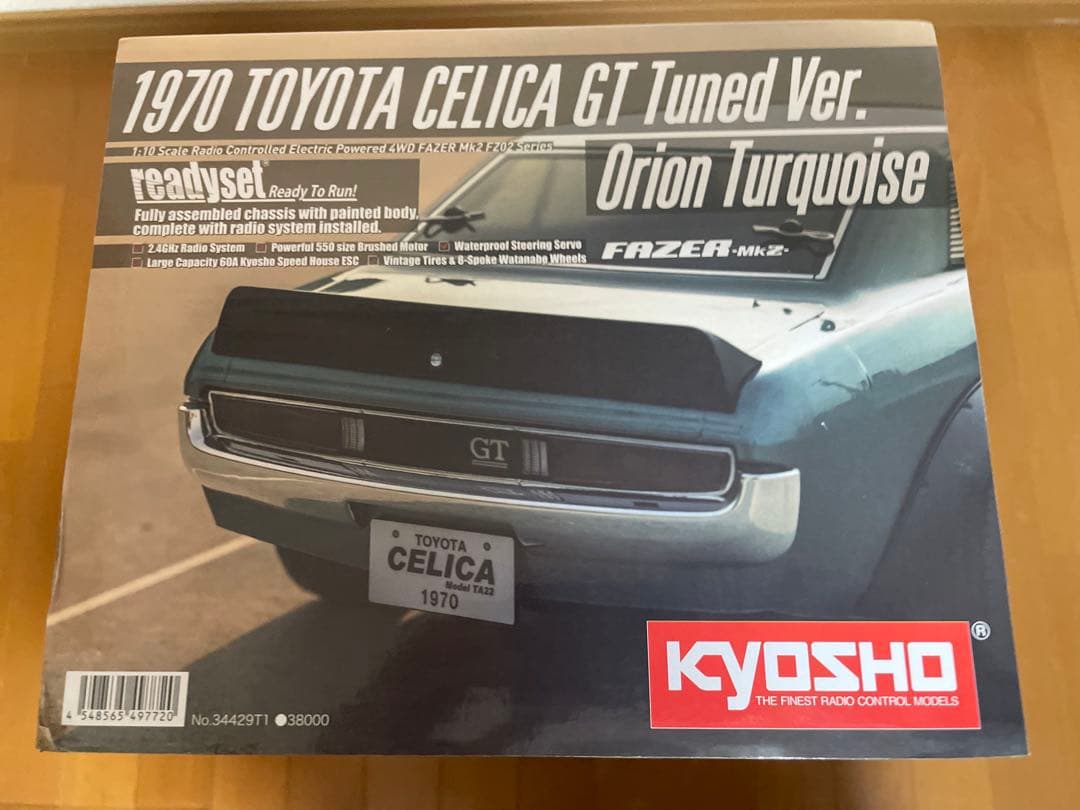 1970 TOYOTA CELICA GT Tuned Ver.
1:10 Scale Radio Controlled Electric Powered 4WD FAZER Mk2 FZ02 Series
Orion Turquoise
readyset Ready To Run!
Fully assembled chassis with painted body,
complete with radio system installed.
2.4GHz Radio System Powerful 550 size Brushed Motor Waterproof Steering Servo
Large Capacity 60A Kyosho Speed House ESC Vintage Tires & 8-Spoke Watanabe Wheels
FAZER -Mk2-
GT
TOYOTA
CELICA
Model TA22
1970
KYOSHO®
THE FINEST RADIO CONTROL MODELS
4 548565 497720
No.34429T1 ●38000